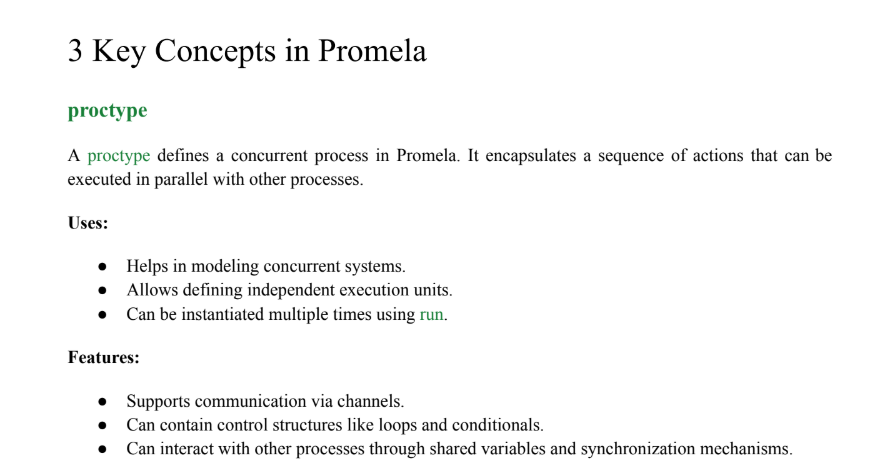 3 Key Concepts in Promela
proctype
A proctype defines a concurrent process in Promela. It encapsulates a sequence of actions that can be
executed in parallel with other processes.
Uses:
● Helps in modeling concurrent systems.
● Allows defining independent execution units.
● Can be instantiated multiple times using run.
Features:
● Supports communication via channels.
● Can contain control structures like loops and conditionals.
● Can interact with other processes through shared variables and synchronization mechanisms.